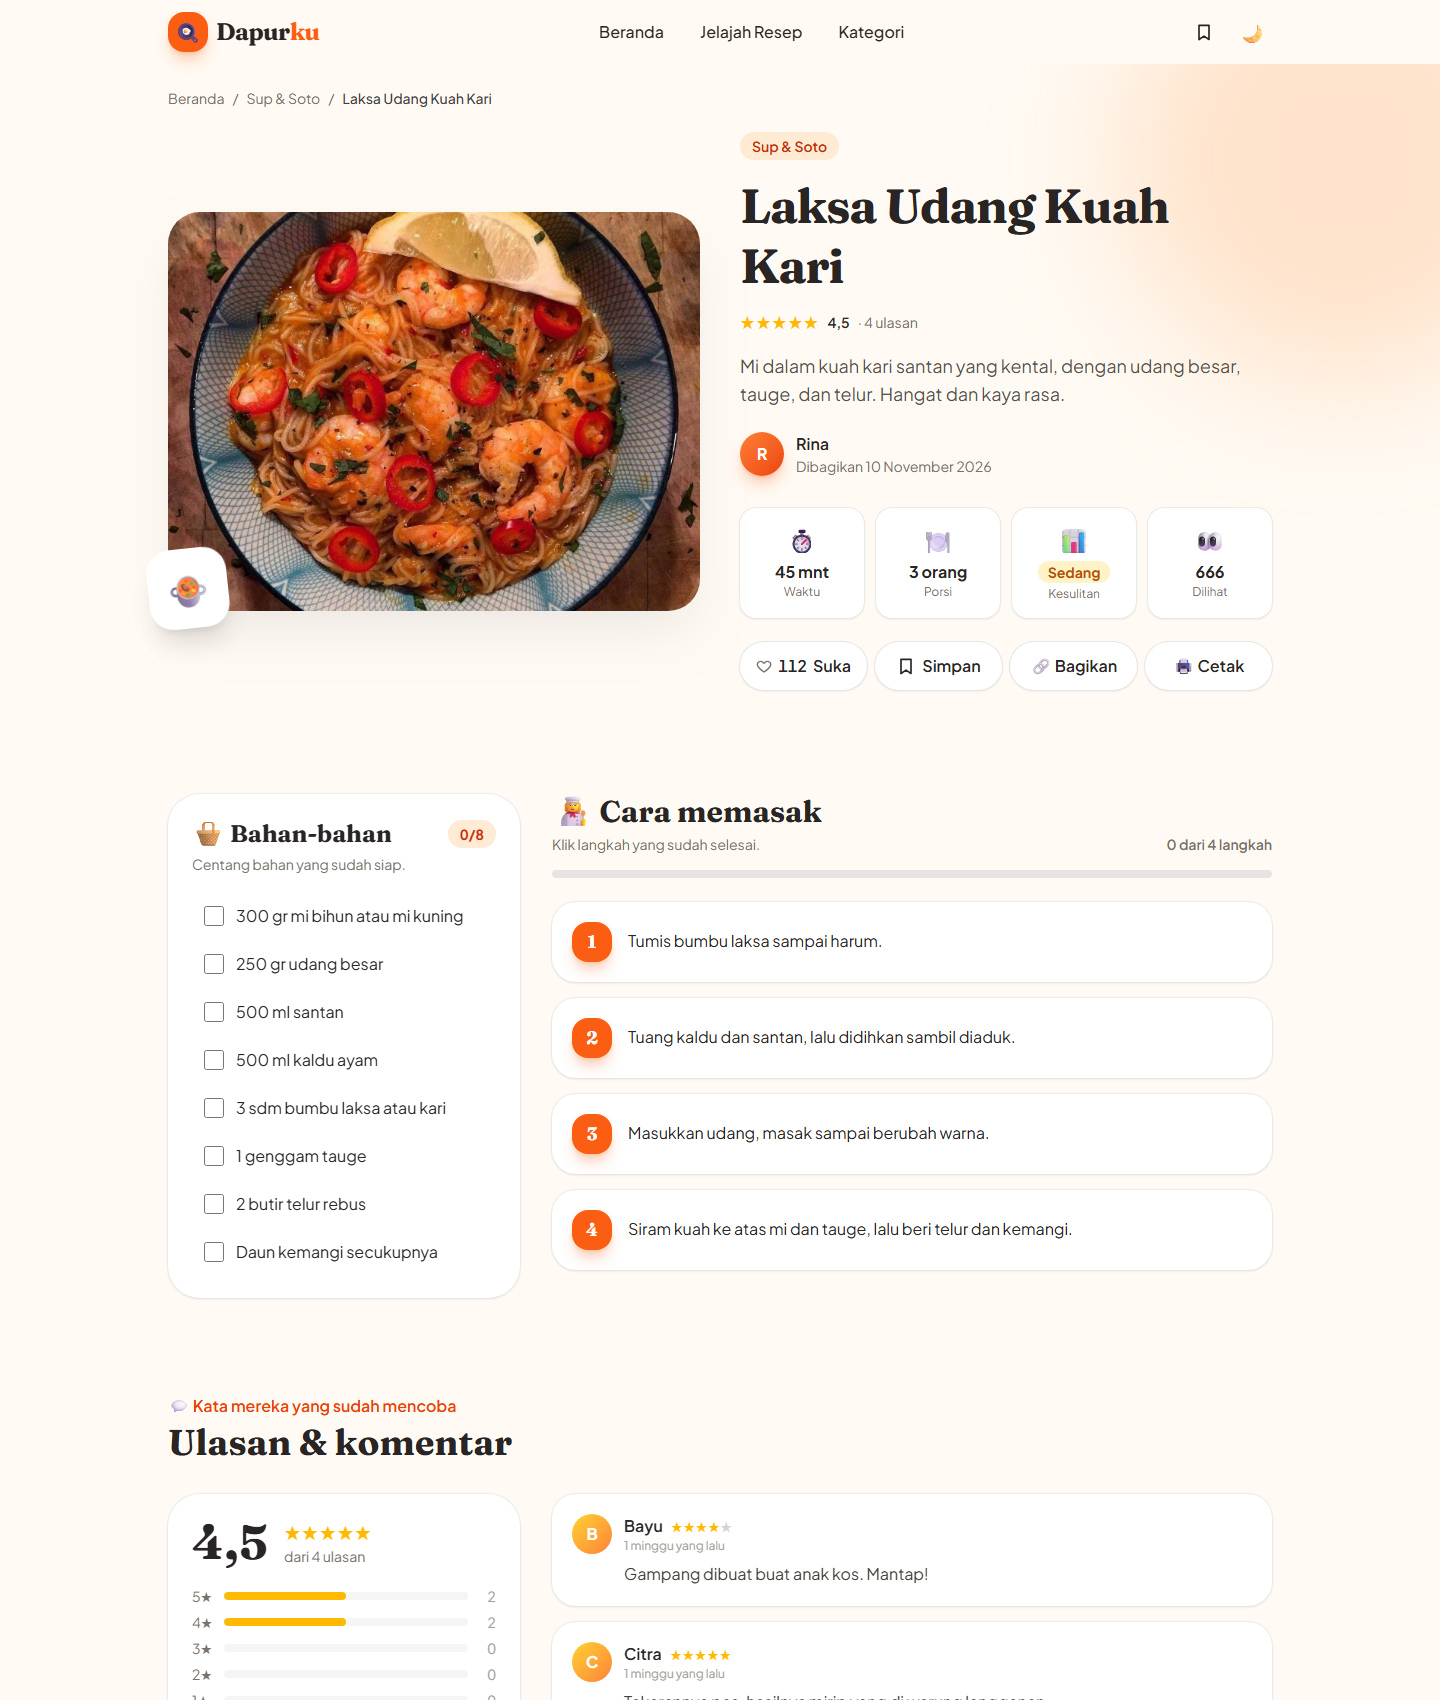 Dapurku
Beranda
Jelajah Resep
Kategori
Beranda / Sup & Soto / Laksa Udang Kuah Kari
Sup & Soto
Laksa Udang Kuah
Kari
★★★★★ 4,5 · 4 ulasan
Mi dalam kuah kari santan yang kental, dengan udang besar,
tauge, dan telur. Hangat dan kaya rasa.
R
Rina
Dibagikan 10 November 2026
45 mnt
Waktu
3 orang
Porsi
Sedang
Kesulitan
666
Dilihat
112 Suka
Simpan
Bagikan
Cetak
Bahan-bahan
0/8
Centang bahan yang sudah siap.
300 gr mi bihun atau mi kuning
250 gr udang besar
500 ml santan
500 ml kaldu ayam
3 sdm bumbu laksa atau kari
1 genggam tauge
2 butir telur rebus
Daun kemangi secukupnya
Cara memasak
Klik langkah yang sudah selesai.
0 dari 4 langkah
1 Tumis bumbu laksa sampai harum.
2 Tuang kaldu dan santan, lalu didihkan sambil diaduk.
3 Masukkan udang, masak sampai berubah warna.
4 Siram kuah ke atas mi dan tauge, lalu beri telur dan kemangi.
Kata mereka yang sudah mencoba
Ulasan & komentar
4,5
★★★★★
dari 4 ulasan
5★ 2
4★ 2
3★ 0
2★ 0
B
Bayu ★★★★★
1 minggu yang lalu
Gampang dibuat buat anak kos. Mantap!
C
Citra ★★★★★
1 minggu yang lalu